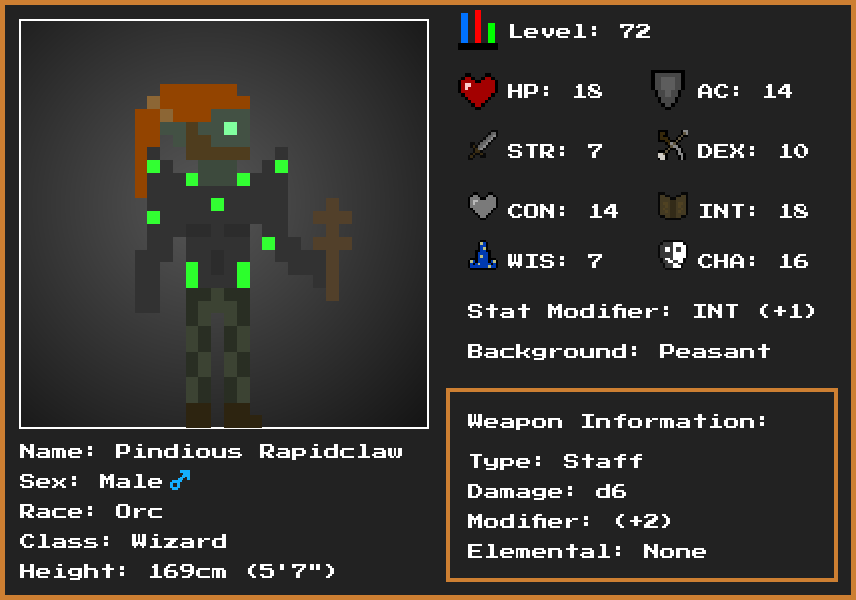 Level: 72
HP: 18
AC: 14
STR: 7
DEX: 10
CON: 14
INT: 18
WIS: 7
CHA: 16
Stat Modifier: INT (+1)
Background: Peasant
Weapon Information:
Type: Staff
Damage: d6
Modifier: (+2)
Elemental: None
Name: Pindious Rapidclaw
Sex: Male♂
Race: Orc
Class: Wizard
Height: 169cm (5'7")